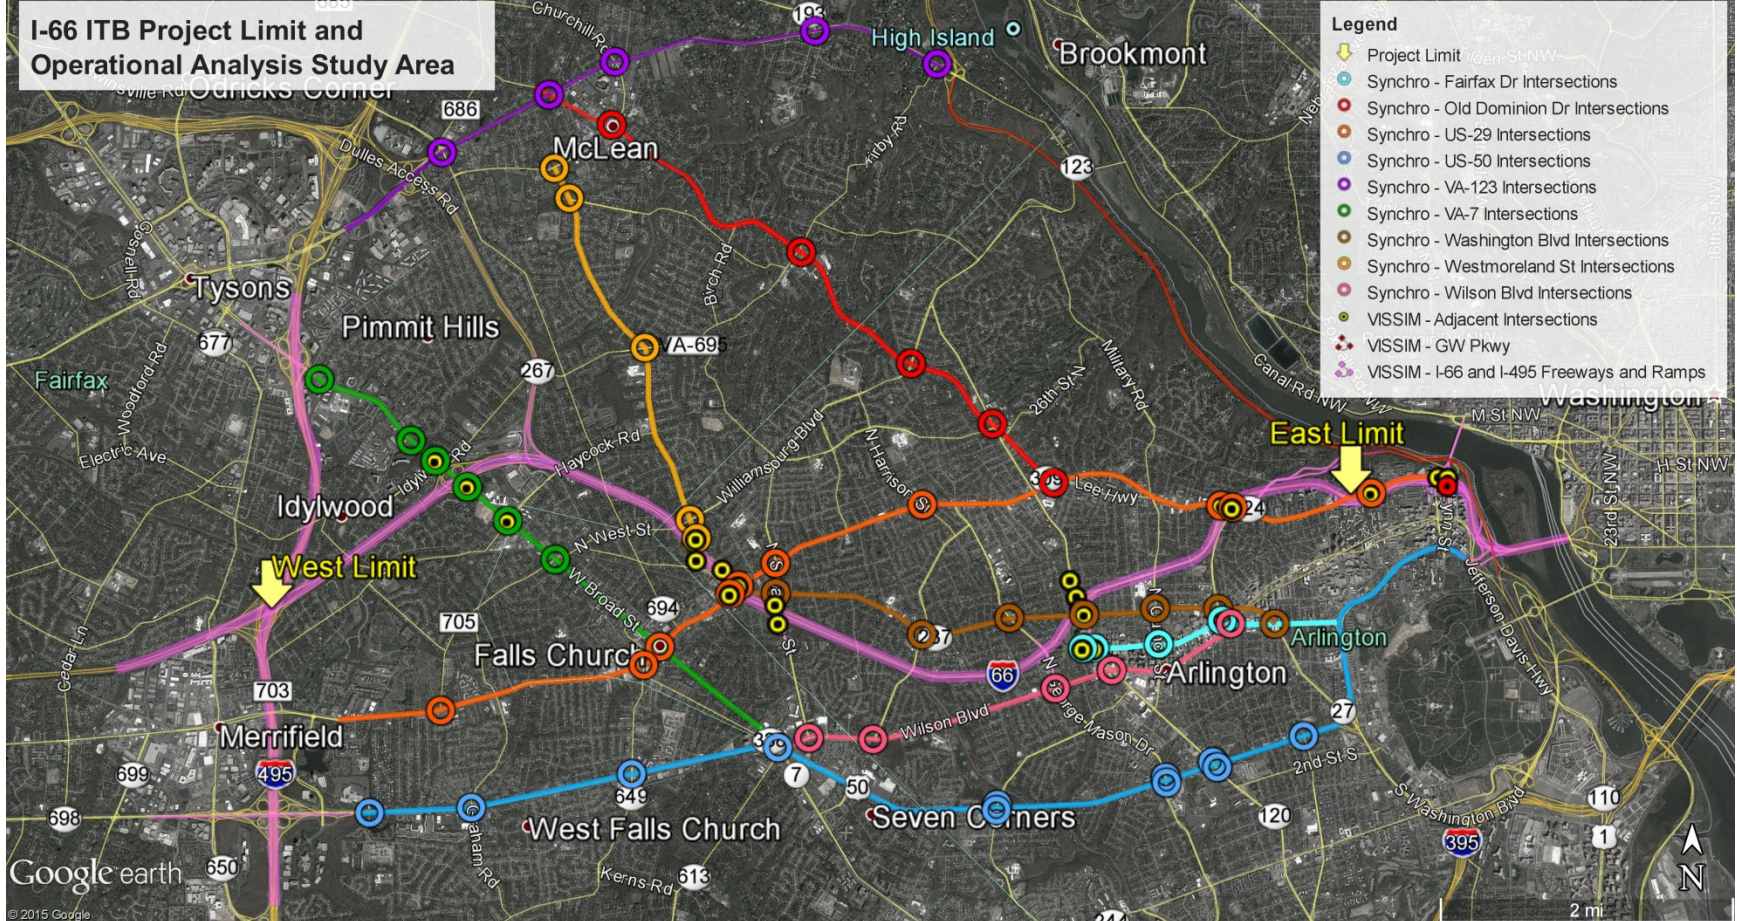 I-66 ITB Project Limit and
Operational Analysis Study Area
Legend
Project Limit
Synchro - Fairfax Dr Intersections
Synchro - Old Dominion Dr Intersections
Synchro - US-29 Intersections
Synchro - US-50 Intersections
Synchro - VA-123 Intersections
Synchro - VA-7 Intersections
Synchro - Washington Blvd Intersections
Synchro - Westmoreland St Intersections
Synchro - Wilson Blvd Intersections
VISSIM - Adjacent Intersections
VISSIM - GW Pkwy
VISSIM - I-66 and I-495 Freeways and Ramps
Churchill Rd
193
High Island
Brookmont
Odricks Corner
686
McLean
Dulles Access Rd
Kirby Rd
123
Gosnell Rd
Tysons
Birch Rd
Pimmit Hills
677
VA-695
267
Fairfax
Woodford Rd
Military Rd
26th St N
Canal Rd NW
Washington
M St NW
East Limit
Electric Ave
Haycock Rd
Williamsburg Blvd
N Harrison St
H St NW
Idylwood
Lee Hwy
23rd St NW
N West St
West Limit
W Broad St
694
705
Jefferson Davis Hwy
Cedar Ln
Falls Church
Arlington
66
Arlington
703
27
Merrifield
Wilson Blvd
George Mason Dr
2nd St S
699
495
7
50
649
698
West Falls Church
Seven Corners
120
S Washington Blvd
110
1
395
650
Graham Rd
Kerns Rd
613
Google earth
N
© 2015 Google
2 mi